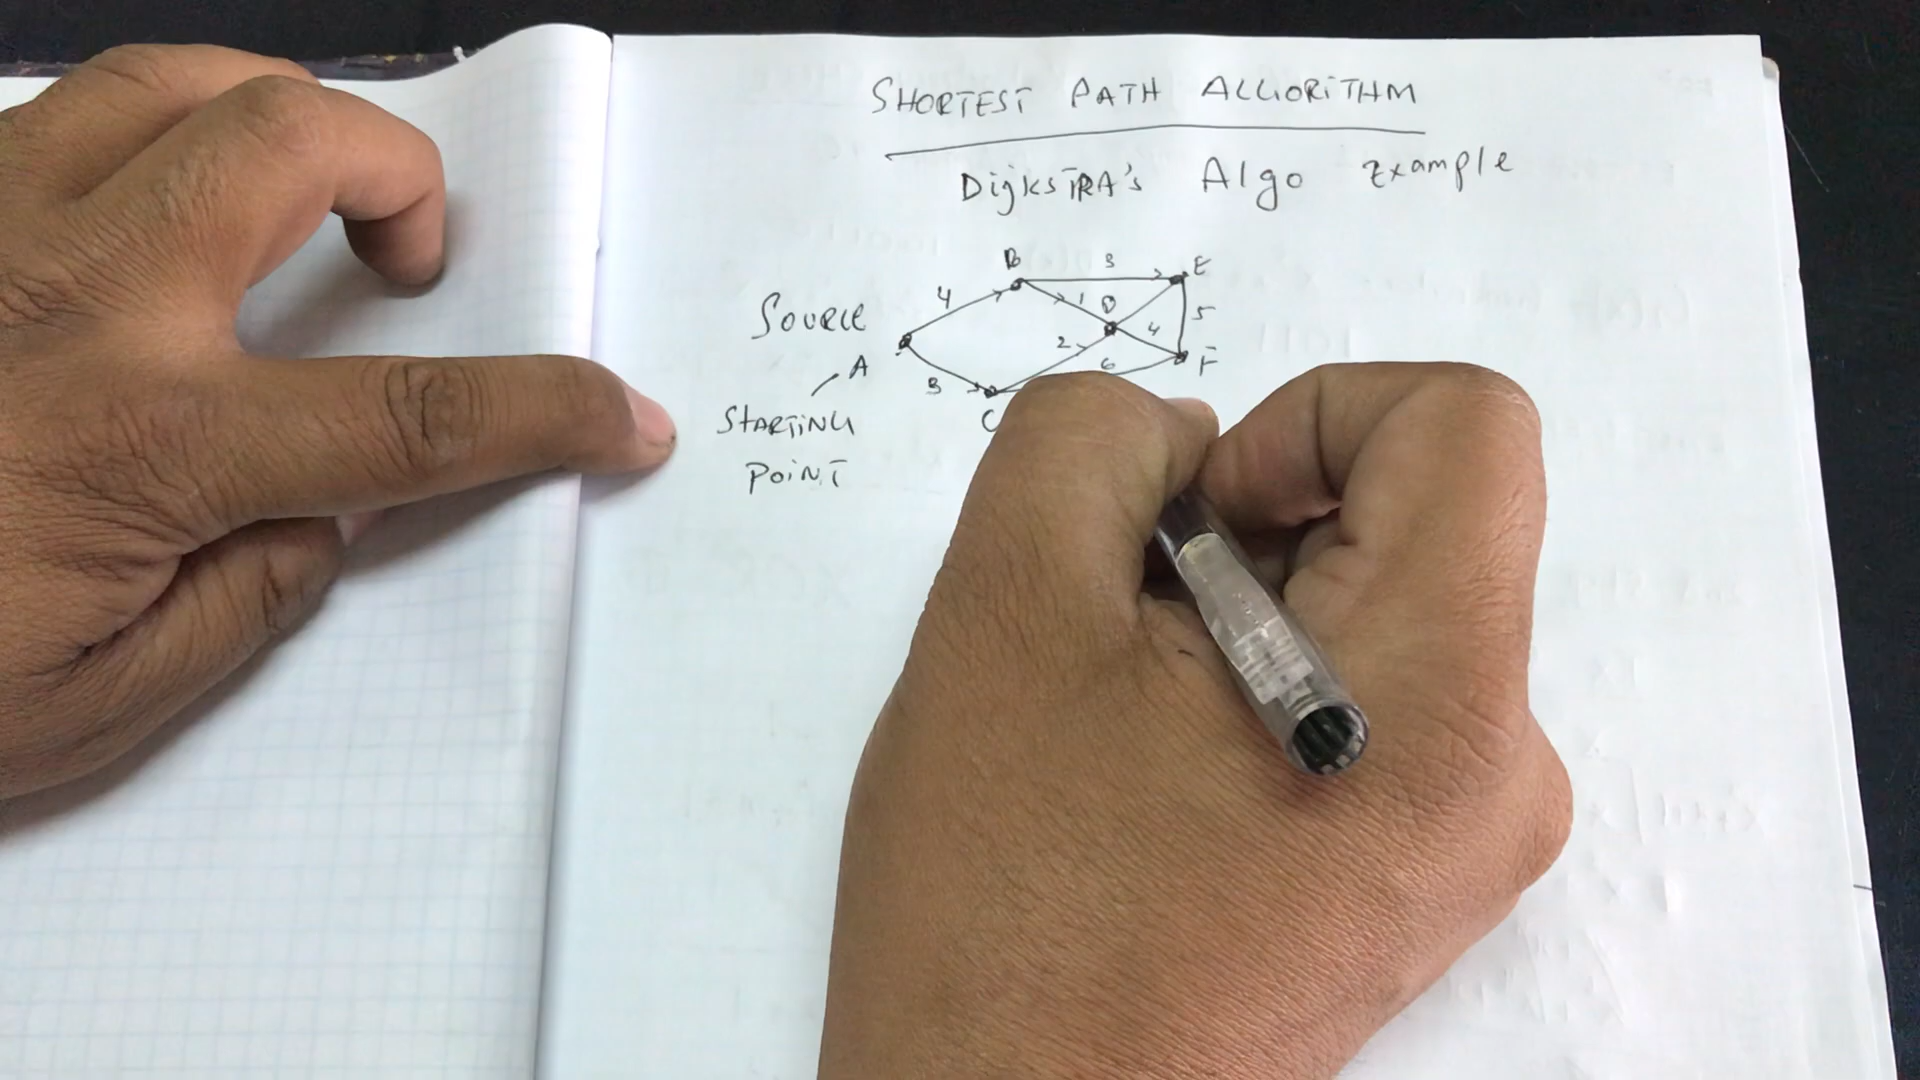 SHORTEST PATH ALGORITHM
DijkSTRA's Algo Example
B 3 E
4 1 D 5
SOURCE
2 4
A 6 F
3
C
STARTING
POINT